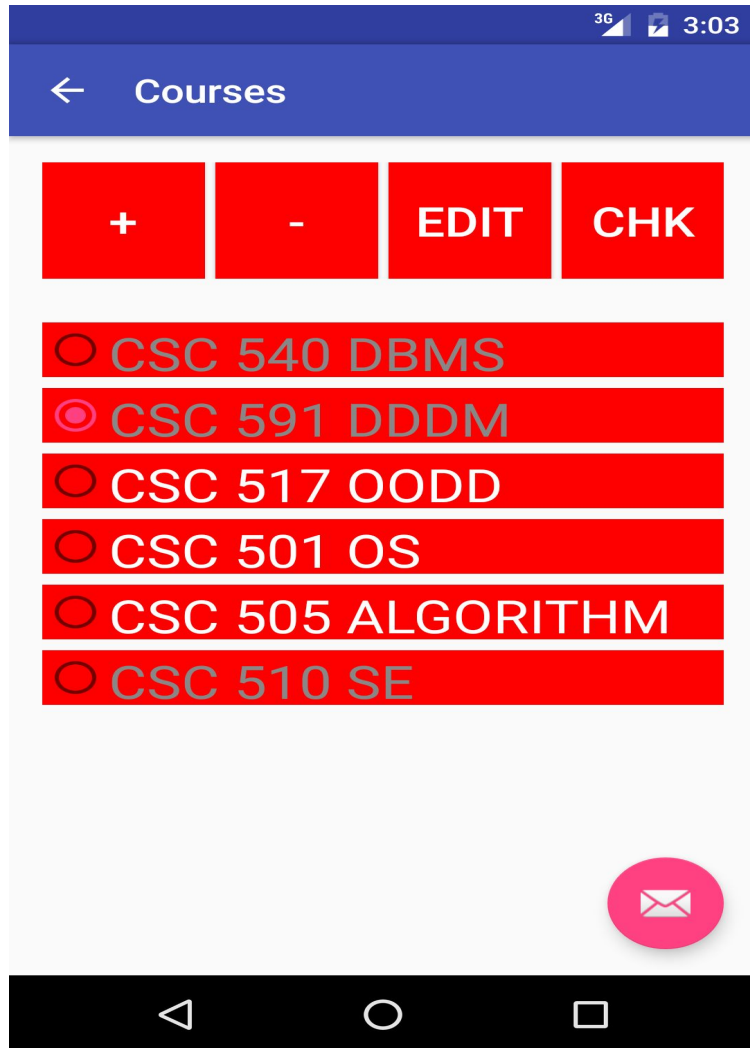 3G 3:03
Courses
+ - EDIT CHK
CSC 540 DBMS
CSC 591 DDDM
CSC 517 OODD
CSC 501 OS
CSC 505 ALGORITHM
CSC 510 SE